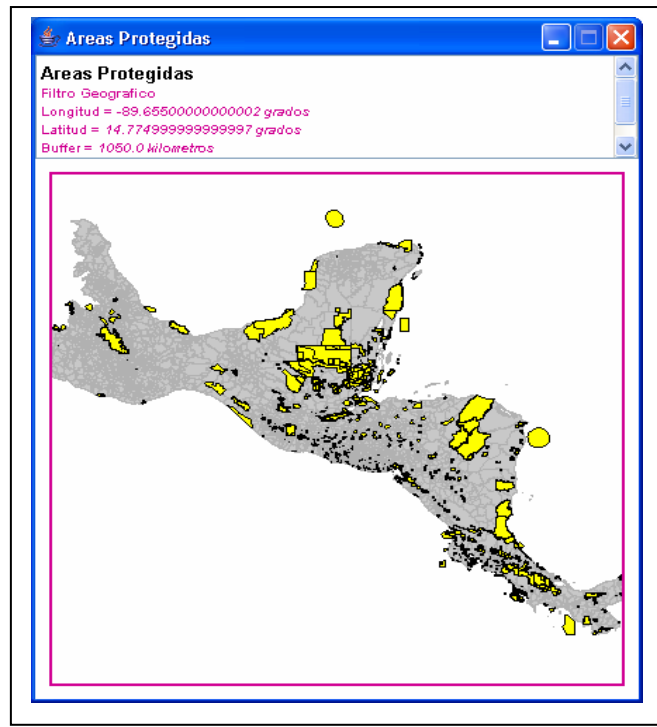 Areas Protegidas
Areas Protegidas
Filtro Geografico
Longitud = -89.65500000000002 grados
Latitud = 14.774999999999997 grados
Buffer = 1050.0 kilometros